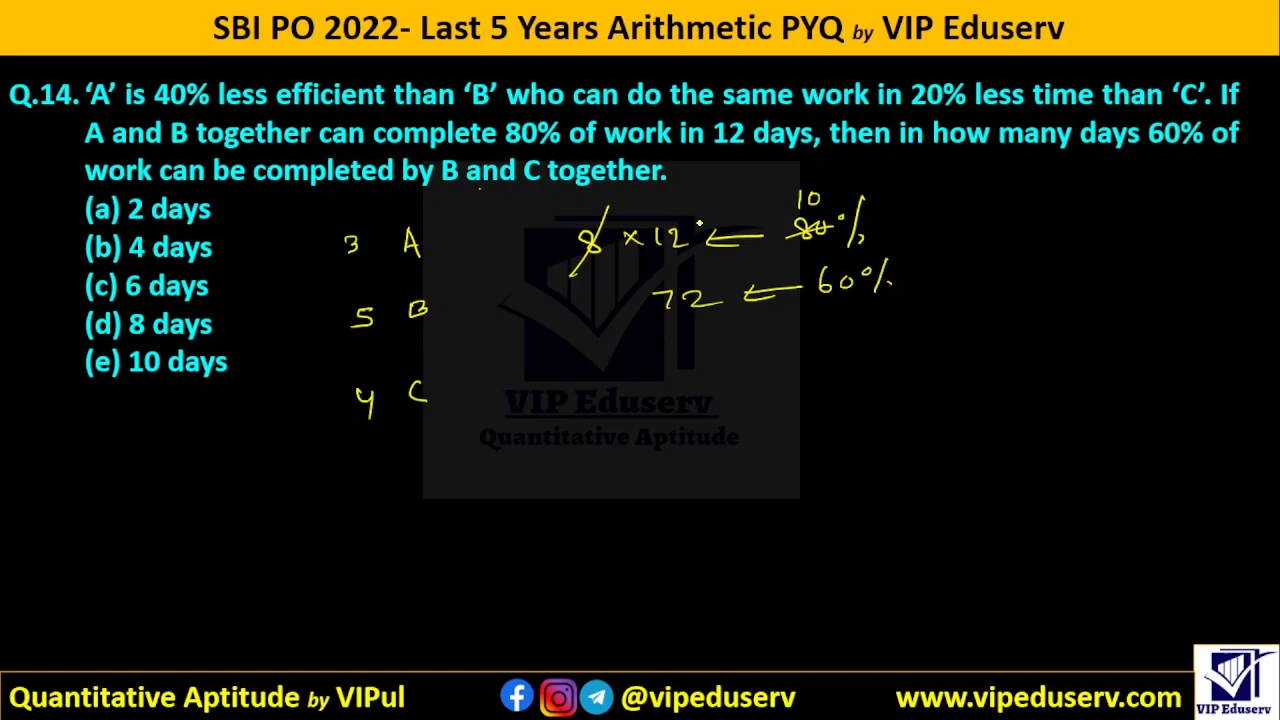 SBI PO 2022- Last 5 Years Arithmetic PYQ by VIP Eduserv
Q.14. ‘A’ is 40% less efficient than ‘B’ who can do the same work in 20% less time than ‘C’. If
A and B together can complete 80% of work in 12 days, then in how many days 60% of
work can be completed by B and C together.
(a) 2 days
(b) 4 days
(c) 6 days
(d) 8 days
(e) 10 days
10
3 A 8 × 12 ← 80%
72 ← 60%
5 B
4 C
VIP Eduserv
Quantitative Aptitude
Quantitative Aptitude by VIPul
@vipeduserv
www.vipeduserv.com
VIP Eduserv